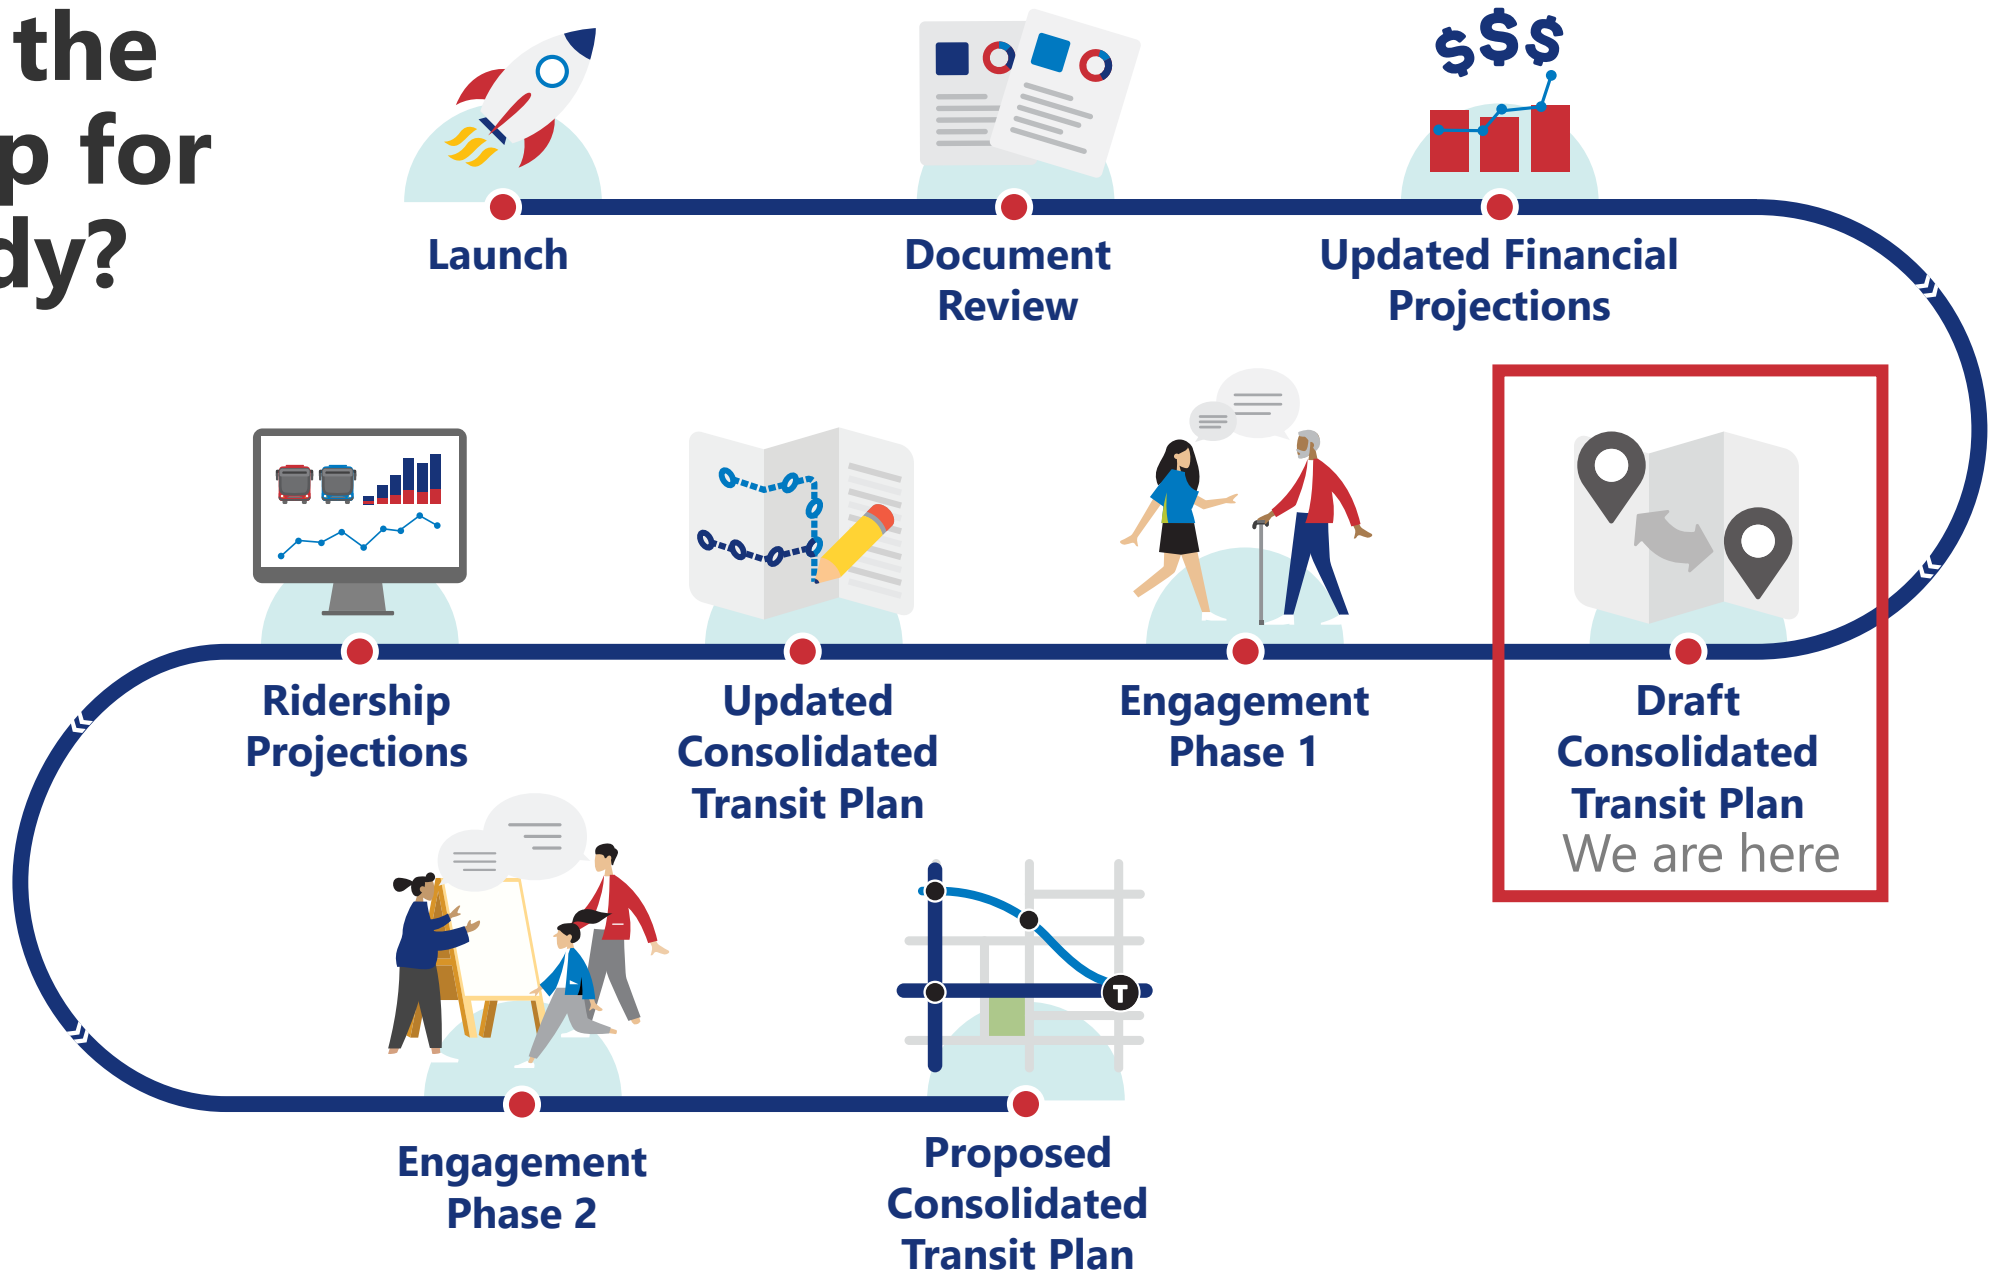 the
p for
dy?
$$$
Launch
Document
Review
Updated Financial
Projections
Draft
Consolidated
Transit Plan
We are here
Engagement
Phase 1
Updated
Consolidated
Transit Plan
Ridership
Projections
Engagement
Phase 2
T
Proposed
Consolidated
Transit Plan